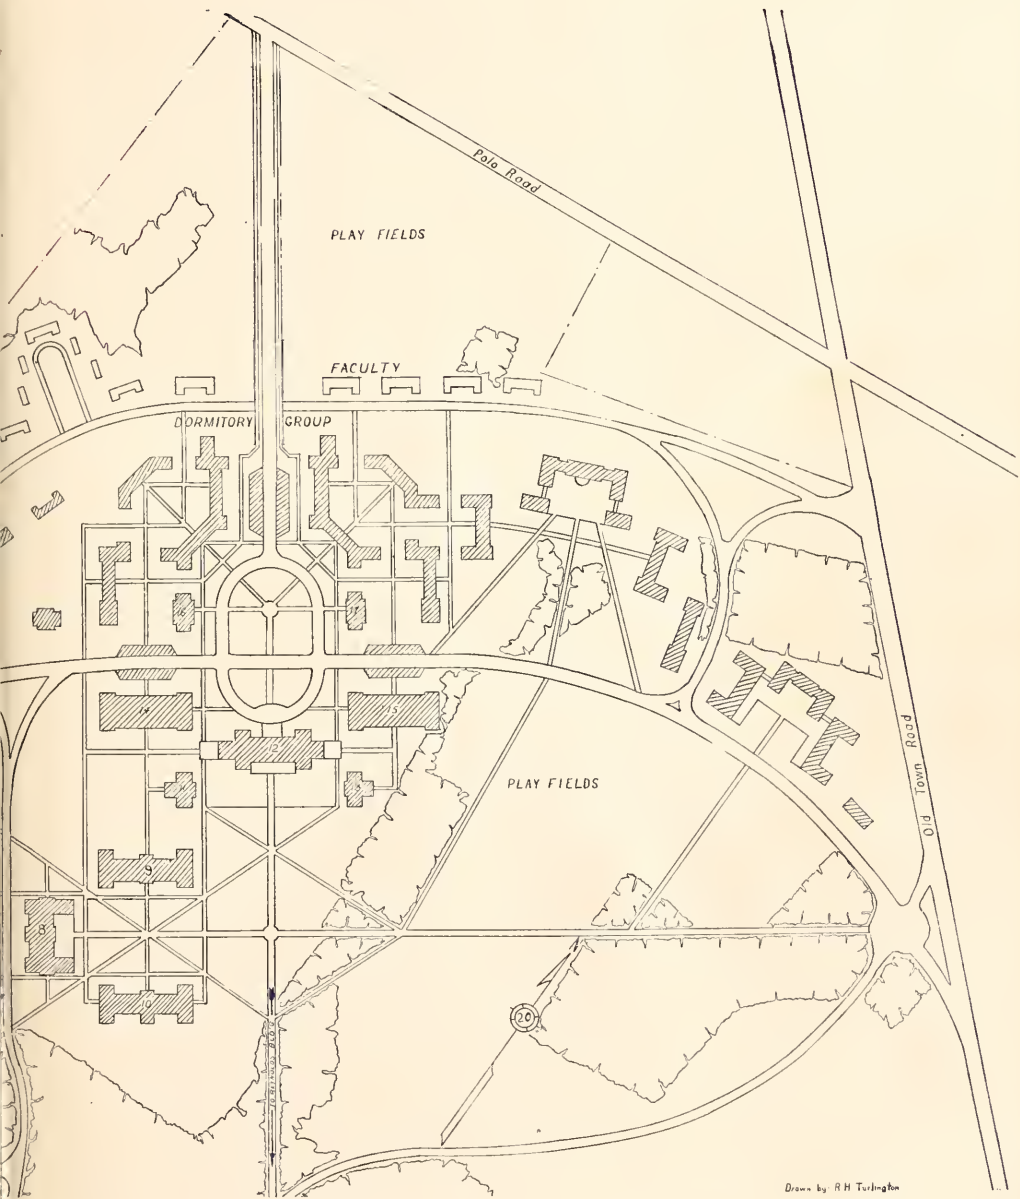 Polo Road
PLAY FIELDS
FACULTY
DORMITORY GROUP
16
17
14
15
12
PLAY FIELDS
Old Town Road
9
8
10
20
Drawn by R H Turlington